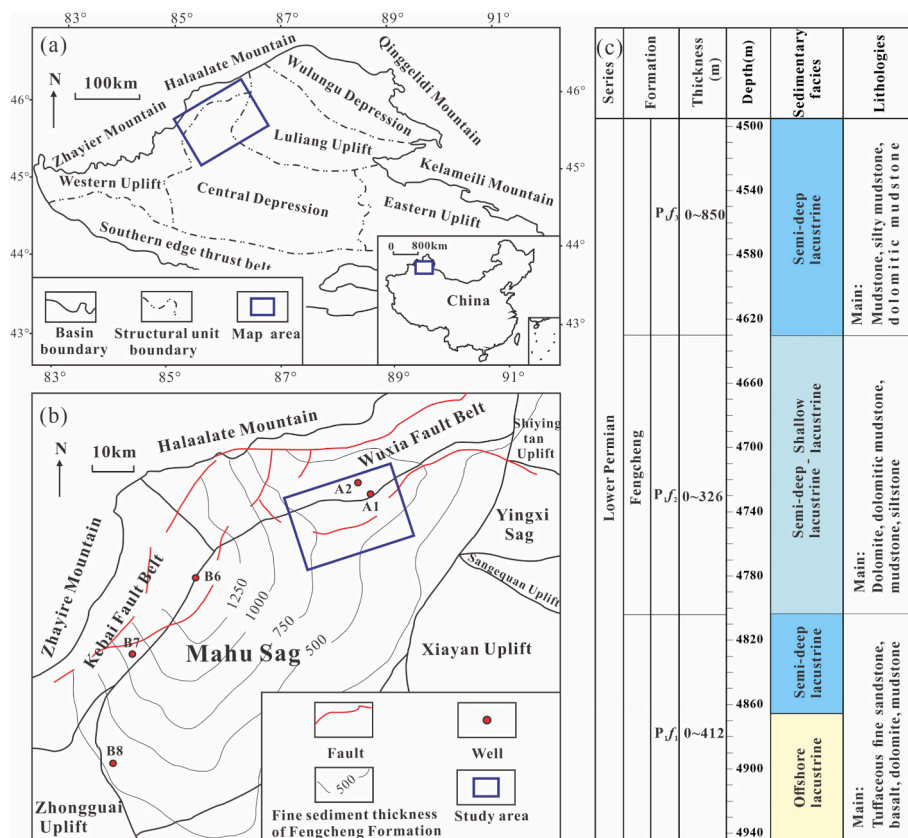 83°
85°
87°
89°
91°
(a)
N
100km
46°
45°
44°
43°
46°
45°
44°
43°
Halaalate Mountain
Zhayier Mountain
Wulungu Depression
Qinggelidi Mountain
Luliang Uplift
Kelameili Mountain
Western Uplift
Central Depression
Eastern Uplift
Southern edge thrust belt
0 800km
China
Basin
boundary
Structural unit
boundary
Map area
83°
85°
87°
89°
91°
(b)
N
10km
Halaalate Mountain
Wuxia Fault Belt
Shiying
tan
Uplift
A2
A1
Yingxi
Sag
Sangequan Uplift
Zhayire Mountain
Kebai Fault Belt
B6
B7
B8
1250
1000
750
500
Mahu Sag
Xiayan Uplift
Zhongguai
Uplift
Fault
Well
500
Fine sediment thickness
of Fengcheng Formation
Study area
(c)
Series
Formation
Thickness
(m)
Depth(m)
Sedimentary
facies
Lithologies
Lower Permian
Fengcheng
P₁f₃
0~850
P₁f₂
0~326
P₁f₁
0~412
4500
4540
4580
4620
4660
4700
4740
4780
4820
4860
4900
4940
Semi-deep
lacustrine
Semi-deep - Shallow
lacustrine lacustrine
Semi-deep
lacustrine
Offshore
lacustrine
Main:
Mudstone, silty mudstone,
dolomitic mudstone
Main:
Dolomite, dolomitic mudstone,
mudstone, siltstone
Main:
Tuffaceous fine sandstone,
basalt, dolomite, mudstone